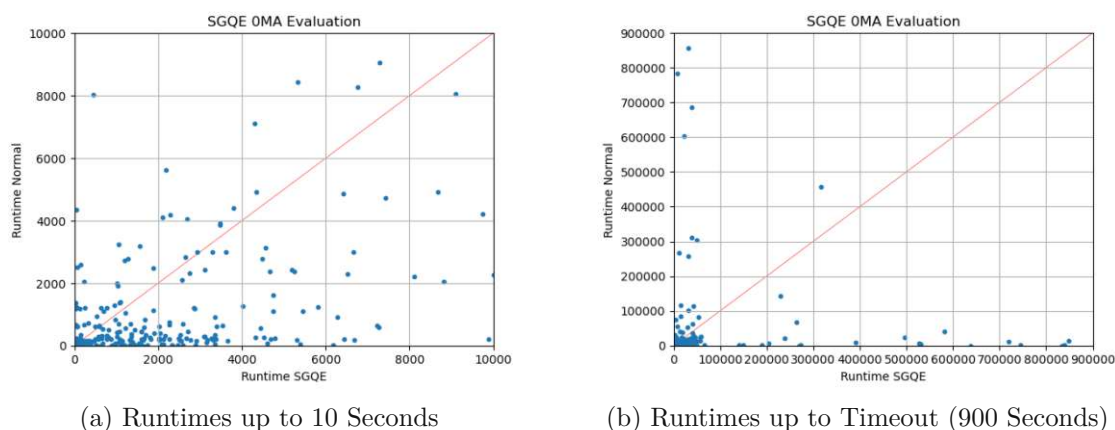 SGQE 0MA Evaluation
10000
8000
6000
4000
2000
0
Runtime Normal
0 2000 4000 6000 8000 10000
Runtime SGQE
(a) Runtimes up to 10 Seconds
SGQE 0MA Evaluation
900000
800000
700000
600000
500000
400000
300000
200000
100000
0
Runtime Normal
0 100000 200000 300000 400000 500000 600000 700000 800000 900000
Runtime SGQE
(b) Runtimes up to Timeout (900 Seconds)